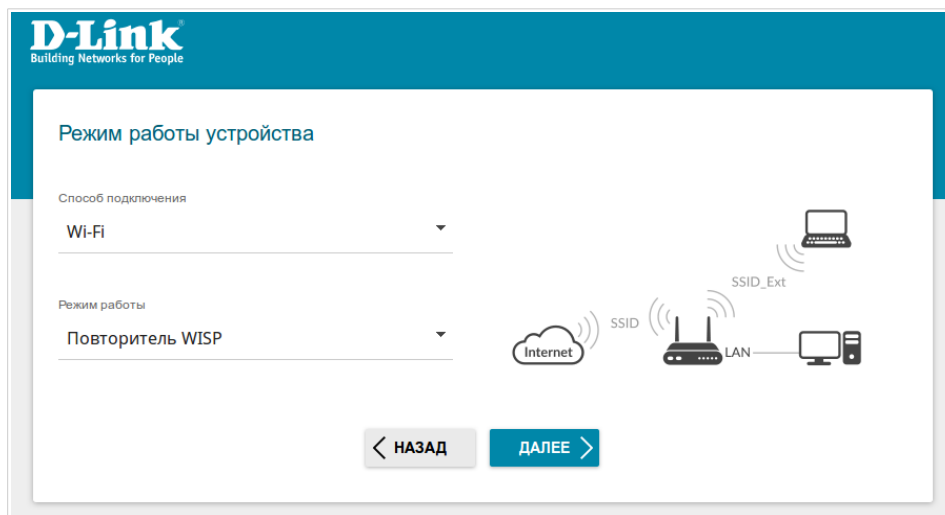 D-Link
Building Networks for People
Режим работы устройства
Способ подключения
Wi-Fi
Режим работы
Повторитель WISP
SSID_Ext
SSID
Internet
LAN
НАЗАД
ДАЛЕЕ